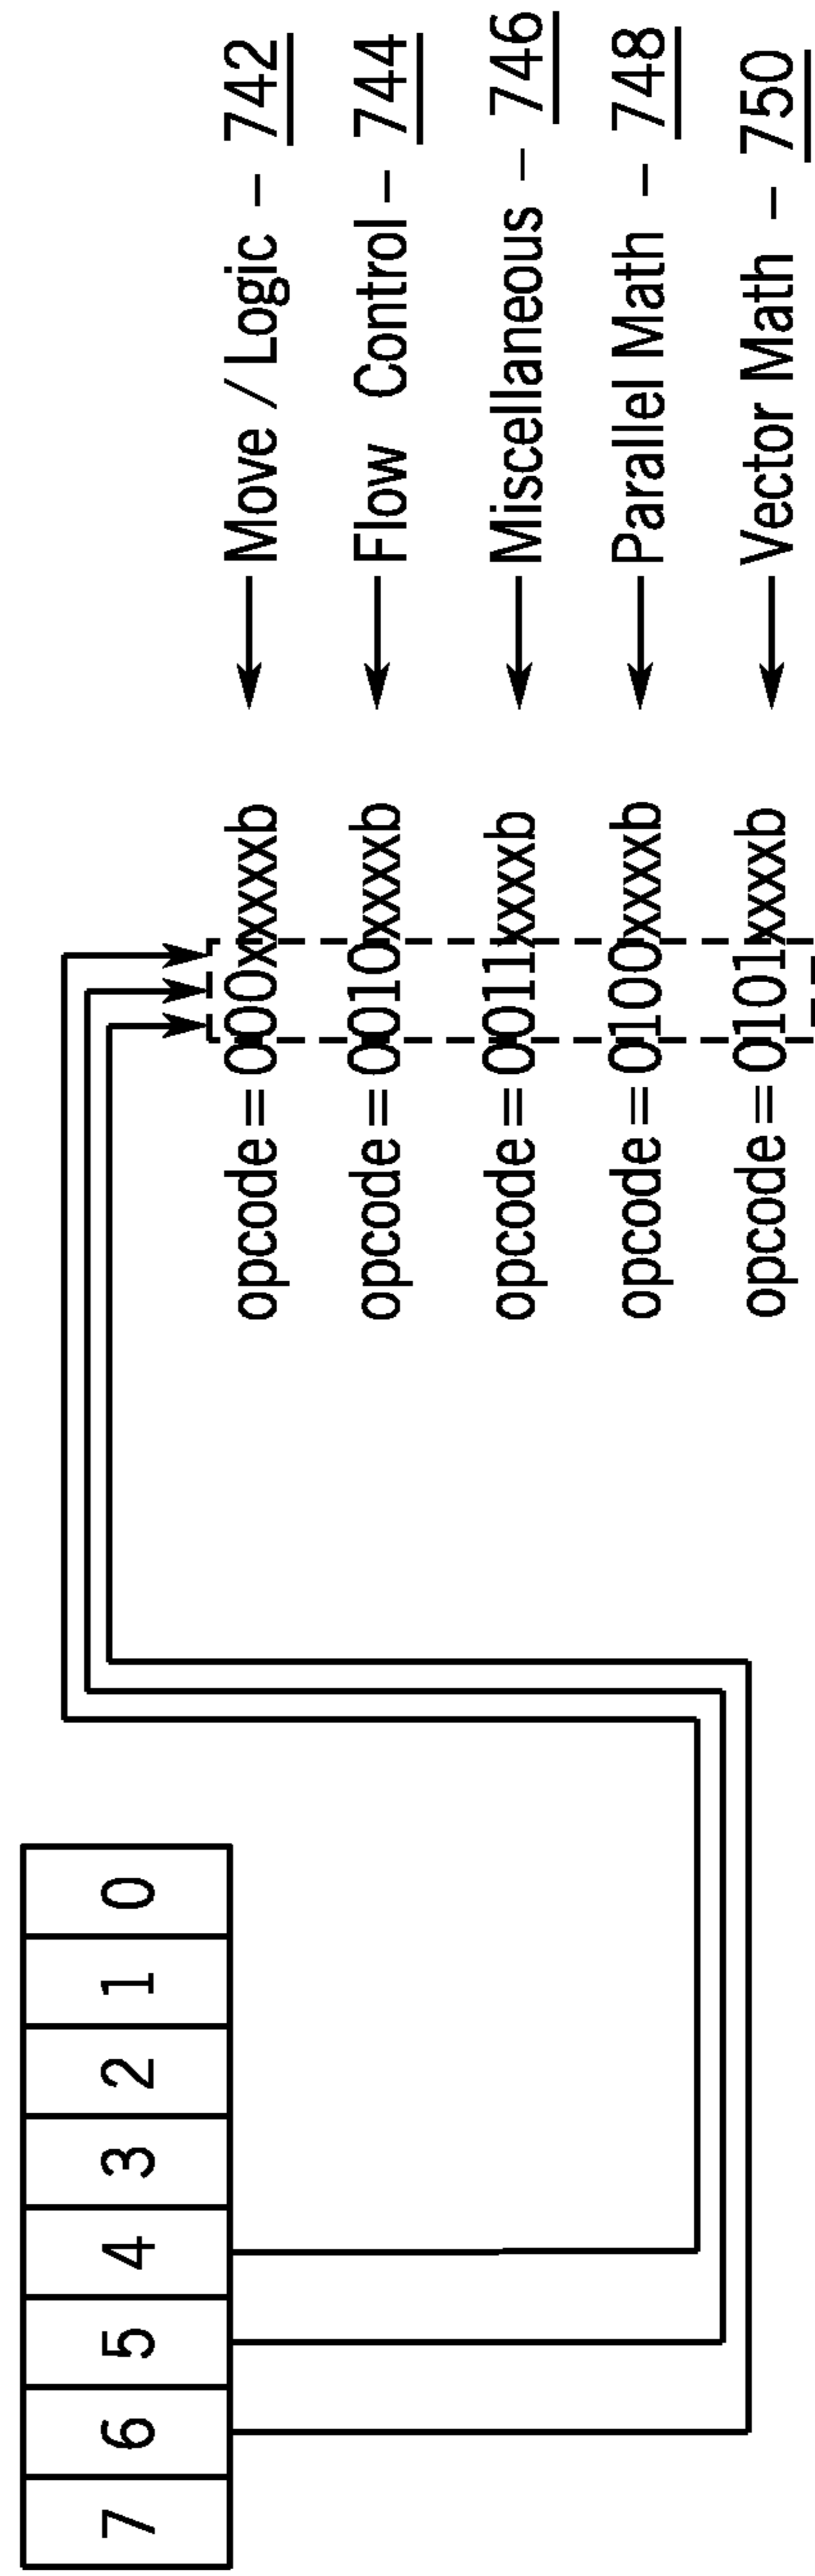 7 6 5 4 3 2 1 0
opcode=000xxxxxb ← Move / Logic – 742
opcode=0010xxxxb ← Flow Control – 744
opcode=0011xxxxb ← Miscellaneous – 746
opcode=0100xxxxb ← Parallel Math – 748
opcode=0101xxxxb ← Vector Math – 750